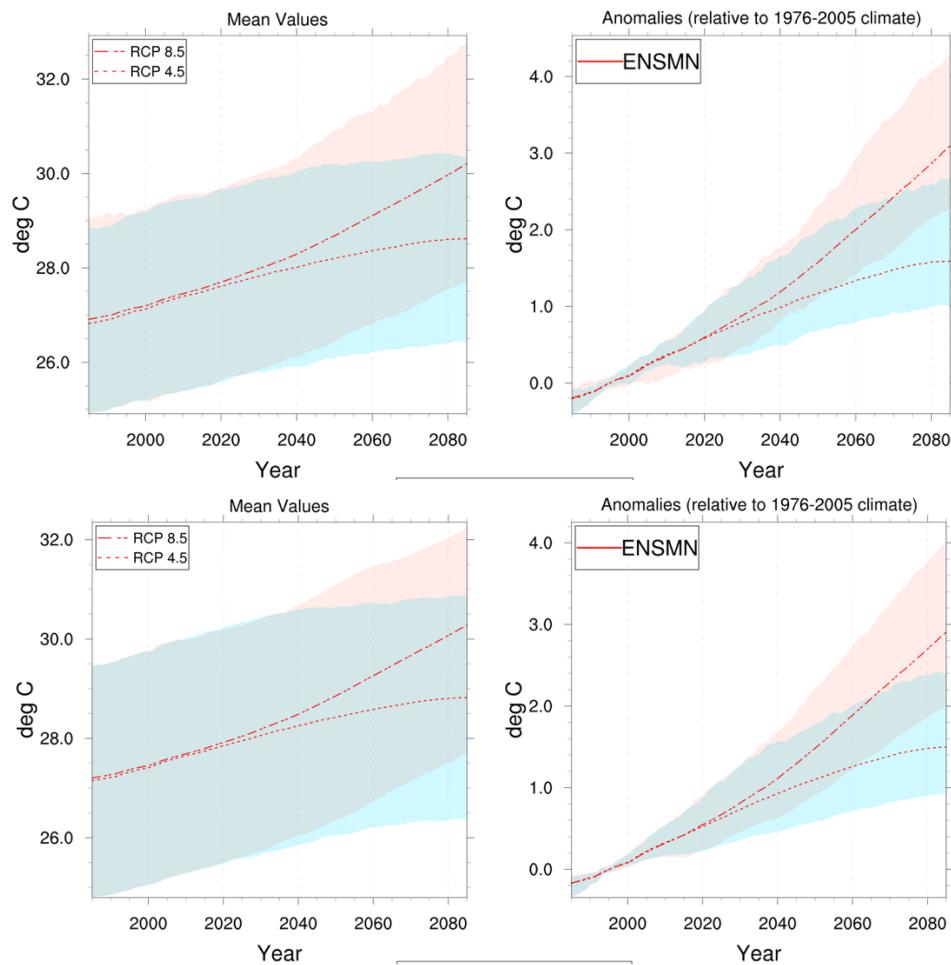 Mean Values
RCP 8.5
RCP 4.5
32.0
30.0
28.0
26.0
deg C
2000 2020 2040 2060 2080
Year
Anomalies (relative to 1976-2005 climate)
ENSMN
4.0
3.0
2.0
1.0
0.0
deg C
2000 2020 2040 2060 2080
Year
Mean Values
RCP 8.5
RCP 4.5
32.0
30.0
28.0
26.0
deg C
2000 2020 2040 2060 2080
Year
Anomalies (relative to 1976-2005 climate)
ENSMN
4.0
3.0
2.0
1.0
0.0
deg C
2000 2020 2040 2060 2080
Year